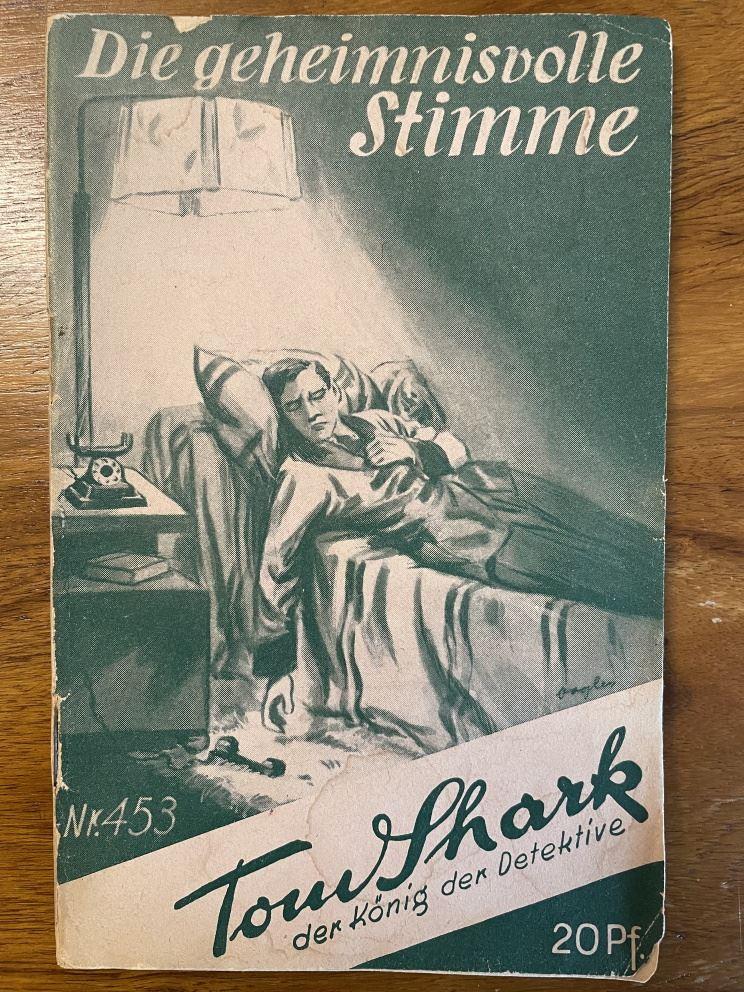 Die geheimnisvolle
Stimme
Nr. 453
Tom Shark
der König der Detektive
20 Pf.